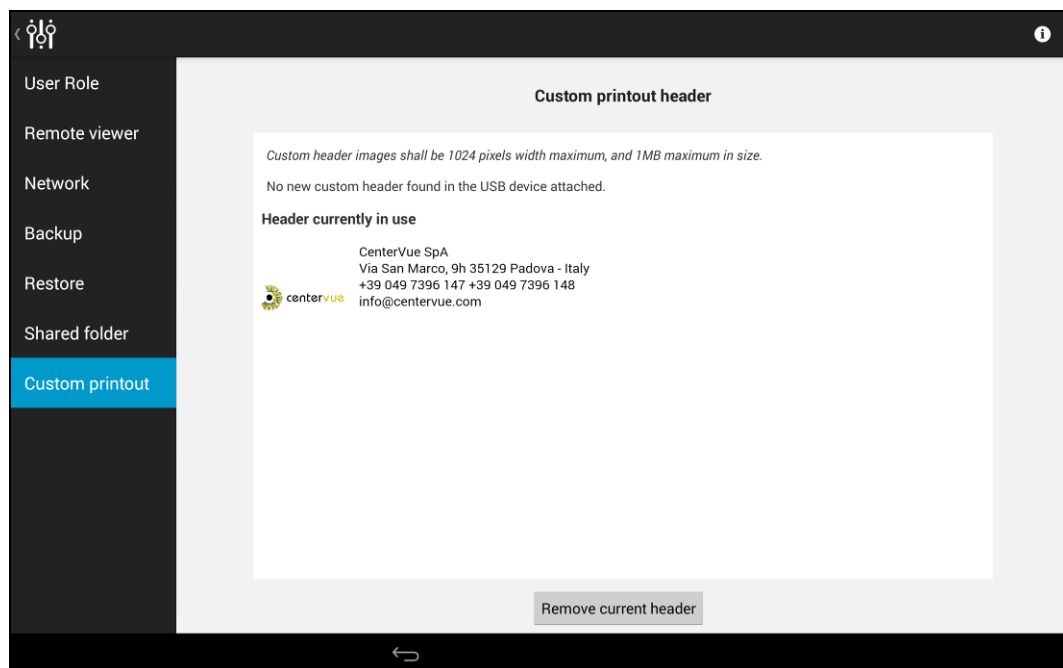 User Role
Remote viewer
Network
Backup
Restore
Shared folder
Custom printout
Custom printout header
Custom header images shall be 1024 pixels width maximum, and 1MB maximum in size.
No new custom header found in the USB device attached.
Header currently in use
centervue
CenterVue SpA
Via San Marco, 9h 35129 Padova - Italy
+39 049 7396 147 +39 049 7396 148
info@centervue.com
Remove current header